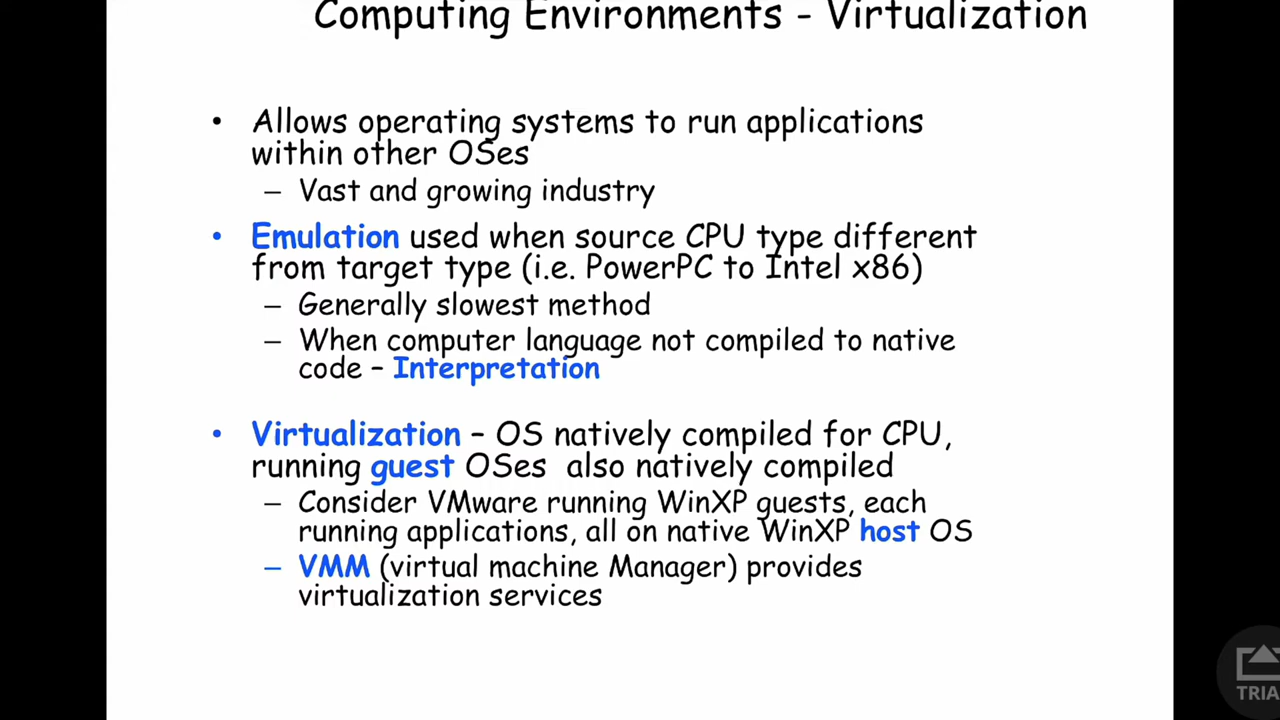 Computing Environments - Virtualization
• Allows operating systems to run applications
within other OSes
– Vast and growing industry
• Emulation used when source CPU type different
from target type (i.e. PowerPC to Intel x86)
– Generally slowest method
– When computer language not compiled to native
code – Interpretation
• Virtualization – OS natively compiled for CPU,
running guest OSes also natively compiled
– Consider VMware running WinXP guests, each
running applications, all on native WinXP host OS
– VMM (virtual machine Manager) provides
virtualization services
TRIA